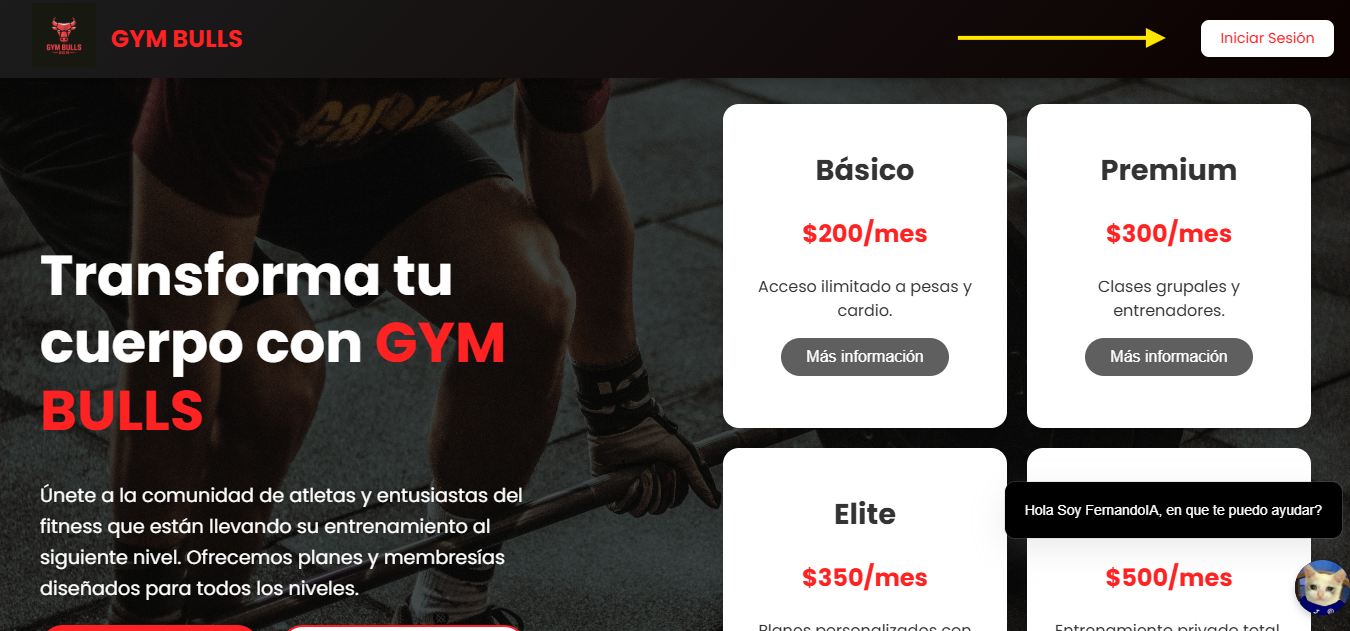 GYM BULLS
GYM BULLS
Iniciar Sesión
Transforma tu
cuerpo con GYM
BULLS
Únete a la comunidad de atletas y entusiastas del
fitness que están llevando su entrenamiento al
siguiente nivel. Ofrecemos planes y membresías
diseñados para todos los niveles.
Básico
$200/mes
Acceso ilimitado a pesas y
cardio.
Más información
Premium
$300/mes
Clases grupales y
entrenadores.
Más información
Elite
$350/mes
Planes personalizados con
Hola Soy FernandoIA, en que te puedo ayudar?
$500/mes
Entrenamiento privado total